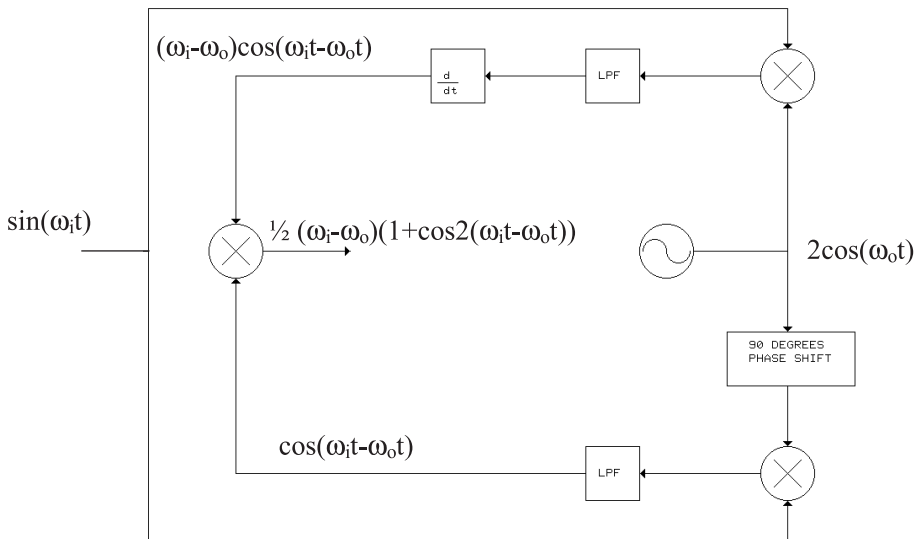 (ωi-ωo)cos(ωit-ωot)
d
dt
LPF
sin(ωit)
½ (ωi-ωo)(1+cos2(ωit-ωot))
2cos(ωot)
90 DEGREES
PHASE SHIFT
cos(ωit-ωot)
LPF